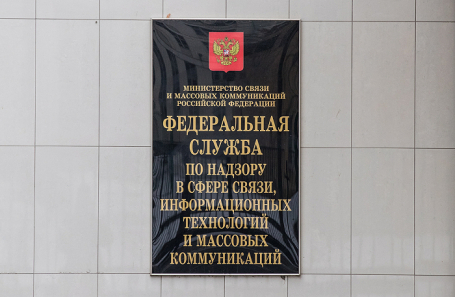 МИНИСТЕРСТВО СВЯЗИ
И МАССОВЫХ КОММУНИКАЦИЙ
РОССИЙСКОЙ ФЕДЕРАЦИИ
ФЕДЕРАЛЬНАЯ
СЛУЖБА
ПО НАДЗОРУ
В СФЕРЕ СВЯЗИ,
ИНФОРМАЦИОННЫХ
ТЕХНОЛОГИЙ
И МАССОВЫХ
КОММУНИКАЦИЙ